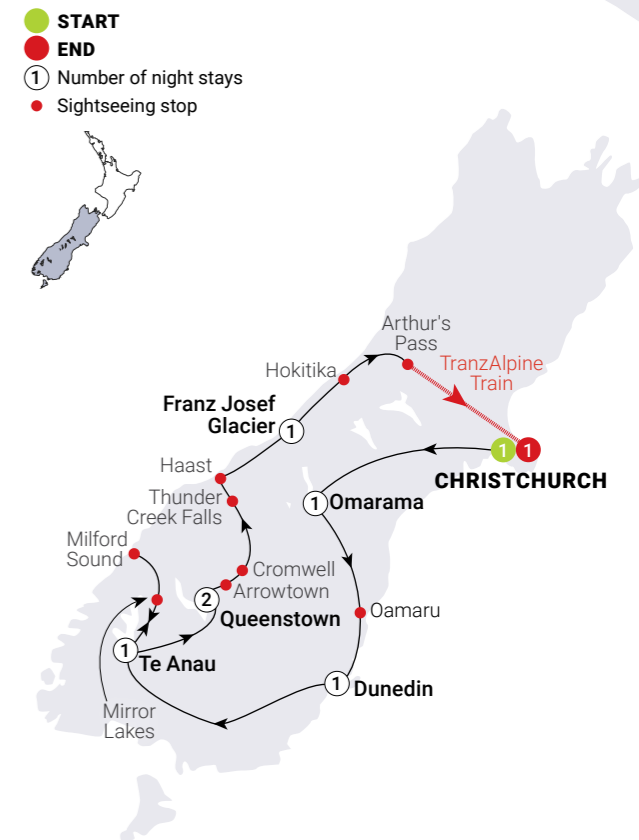 START
END
1 Number of night stays
Sightseeing stop
Arthur's
Pass
TranzAlpine
Train
Hokitika
Franz Josef
Glacier
1
1
1
CHRISTCHURCH
Haast
1
Omarama
Thunder
Creek Falls
Milford
Sound
Cromwell
Arrowtown
2
Queenstown
Oamaru
1
Te Anau
1
Dunedin
Mirror
Lakes